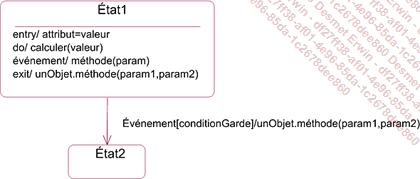 État1
entry/ attribut=valeur
do/ calculer(valeur)
événement/ méthode(param)
exit/ unObjet.méthode(param1,param2)
Événement[conditionGarde]/unObjet.méthode(param1,param2)
État2